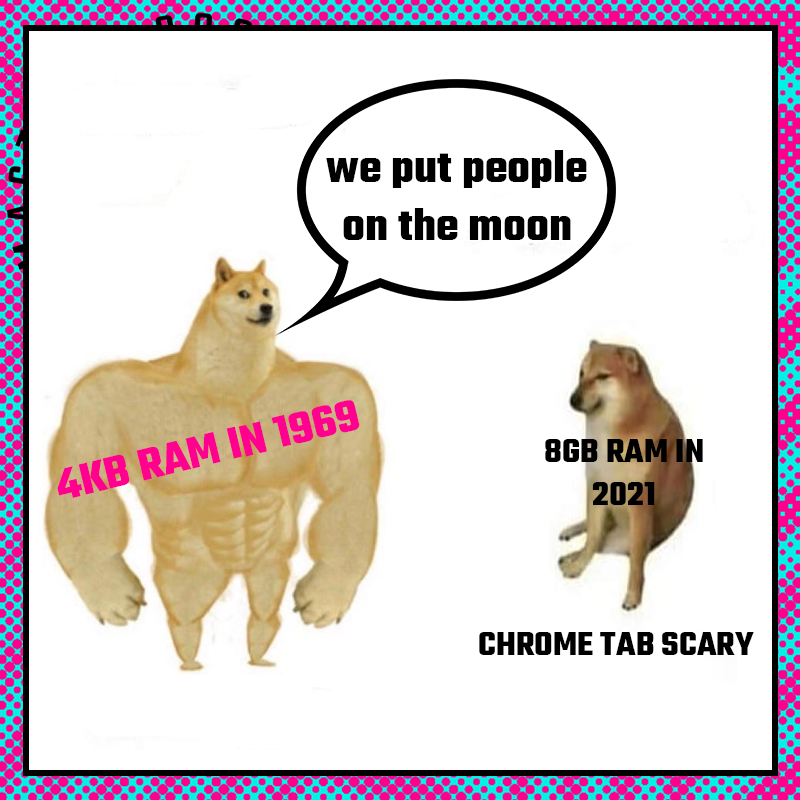 we put people
on the moon
4KB RAM IN 1969
8GB RAM IN
2021
CHROME TAB SCARY